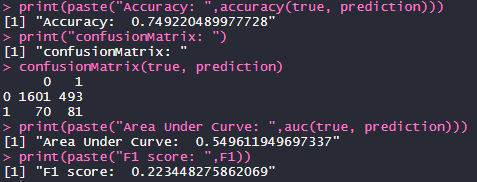 > print(paste("Accuracy: ",accuracy(true, prediction)))
[1] "Accuracy:  0.749220489977728"
> print("confusionMatrix: ")
[1] "confusionMatrix: "
> confusionMatrix(true, prediction)
     0   1
0 1601 493
1   70  81
> print(paste("Area Under Curve: ",auc(true, prediction)))
[1] "Area Under Curve:  0.549611949697337"
> print(paste("F1 score: ",F1))
[1] "F1 score:  0.223448275862069"